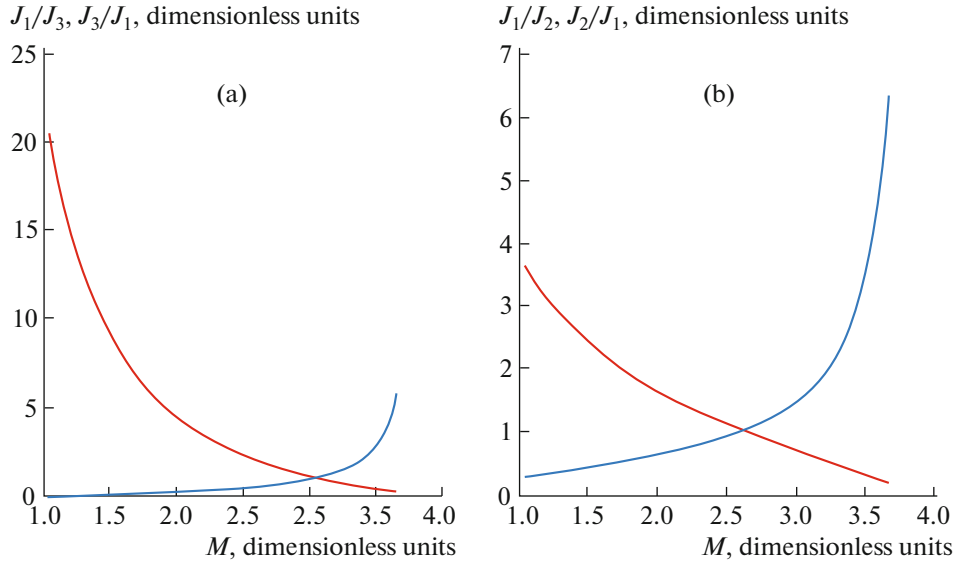 J₁/J₃, J₃/J₁, dimensionless units
25
20
15
10
5
0
(a)
1.0 1.5 2.0 2.5 2.5 3.5 4.0
M, dimensionless units
J₁/J₂, J₂/J₁, dimensionless units
7
6
5
4
3
2
1
0
(b)
1.0 1.5 2.0 2.5 3.0 3.5 4.0
M, dimensionless units